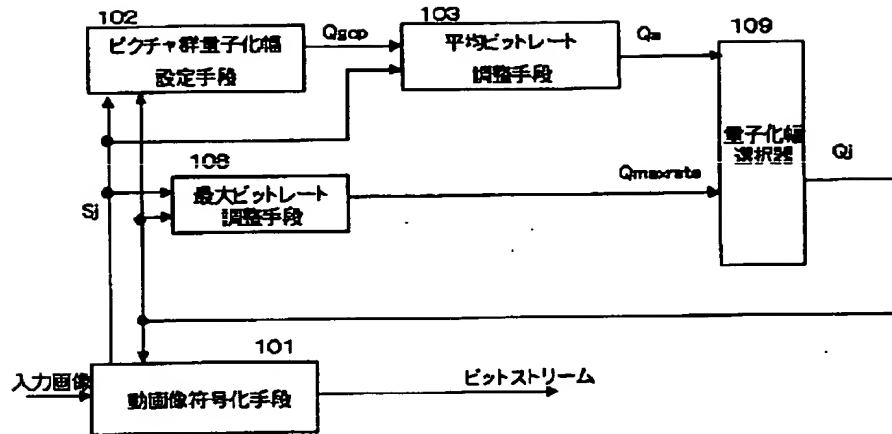 102
ピクチャ群量子化幅
設定手段
Qgop
103
平均ビットレート
調整手段
Qa
109
量子化幅
選択器
Qj
Sj
108
最大ビットレート
調整手段
Qmaxrate
101
入力画像
動画像符号化手段
ビットストリーム